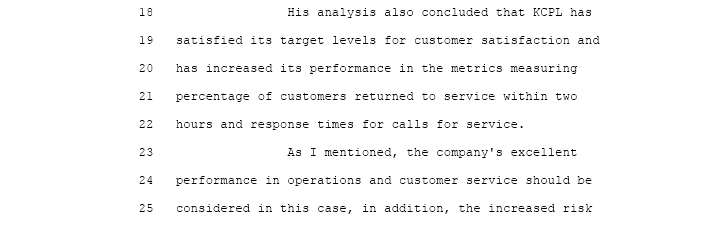 18 His analysis also concluded that KCPL has
19 satisfied its target levels for customer satisfaction and
20 has increased its performance in the metrics measuring
21 percentage of customers returned to service within two
22 hours and response times for calls for service.
23 As I mentioned, the company's excellent
24 performance in operations and customer service should be
25 considered in this case, in addition, the increased risk